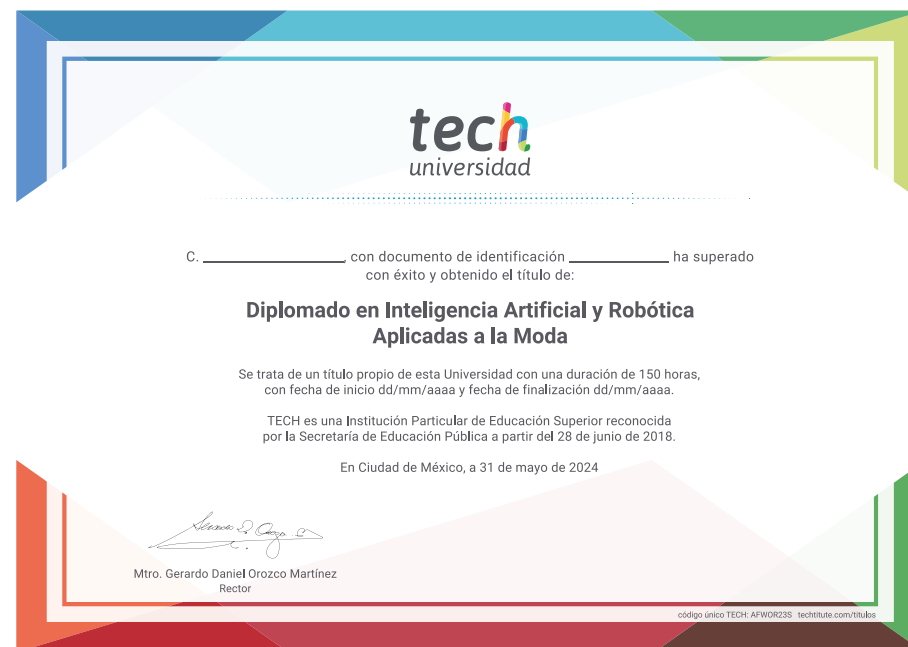 tech
universidad
C. ____________, con documento de identificación ____________ ha superado
con éxito y obtenido el título de:
Diplomado en Inteligencia Artificial y Robótica
Aplicadas a la Moda
Se trata de un título propio de esta Universidad con una duración de 150 horas,
con fecha de inicio dd/mm/aaaa y fecha de finalización dd/mm/aaaa.
TECH es una Institución Particular de Educación Superior reconocida
por la Secretaría de Educación Pública a partir del 28 de junio de 2018.
En Ciudad de México, a 31 de mayo de 2024
Mtro. Gerardo Daniel Orozco Martínez
Rector
código único TECH: AFWOR23S techtitute.com/titulos